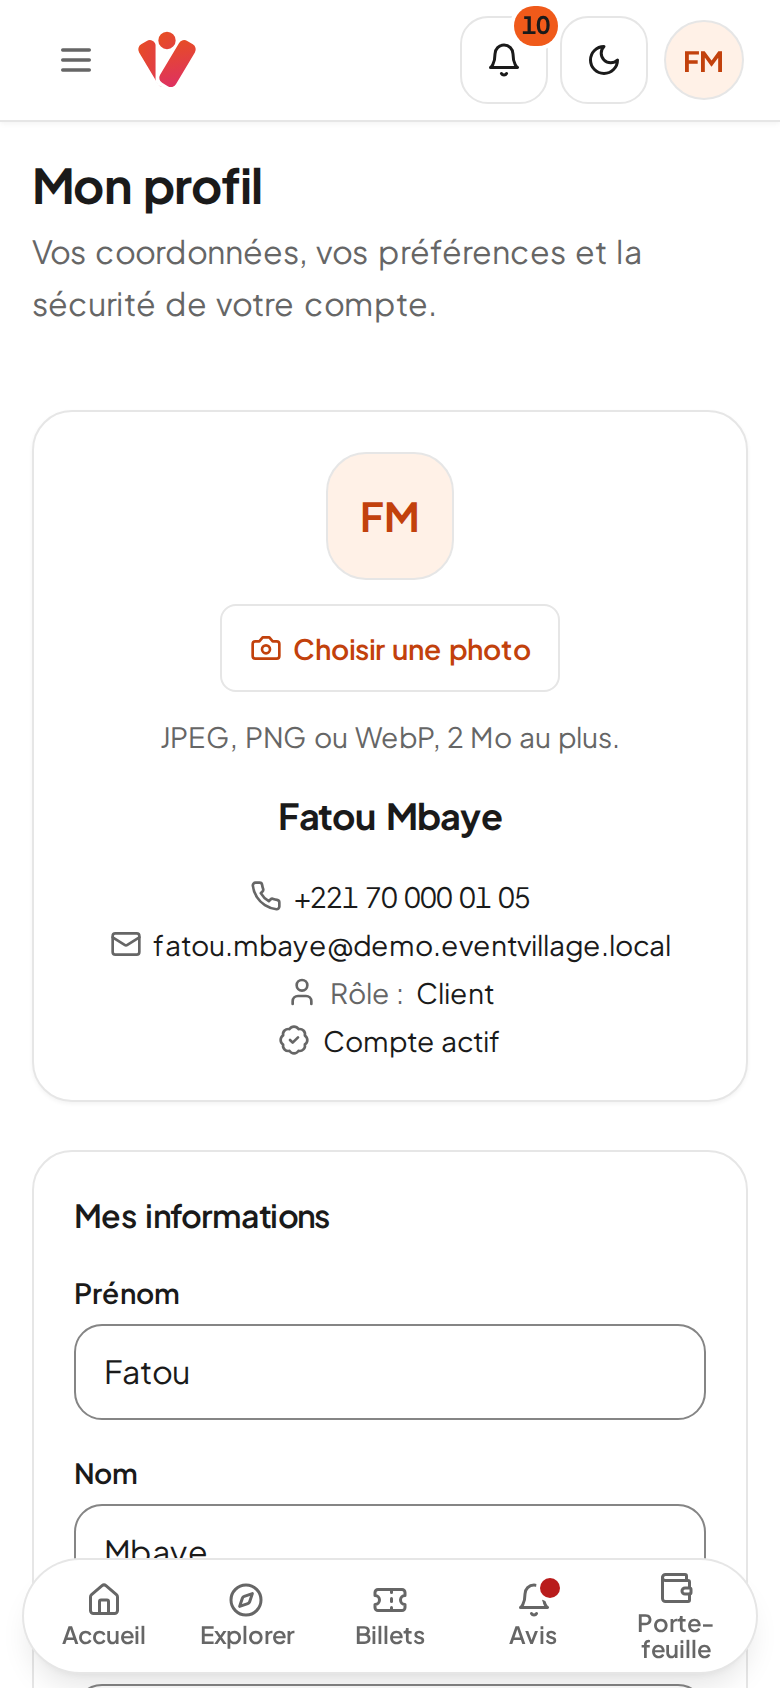 10
FM
Mon profil
Vos coordonnées, vos préférences et la
sécurité de votre compte.
FM
Choisir une photo
JPEG, PNG ou WebP, 2 Mo au plus.
Fatou Mbaye
+221 70 000 01 05
fatou.mbaye@demo.eventvillage.local
Rôle : Client
Compte actif
Mes informations
Prénom
Fatou
Nom
Mbaye
Accueil
Explorer
Billets
Avis
Porte-
feuille